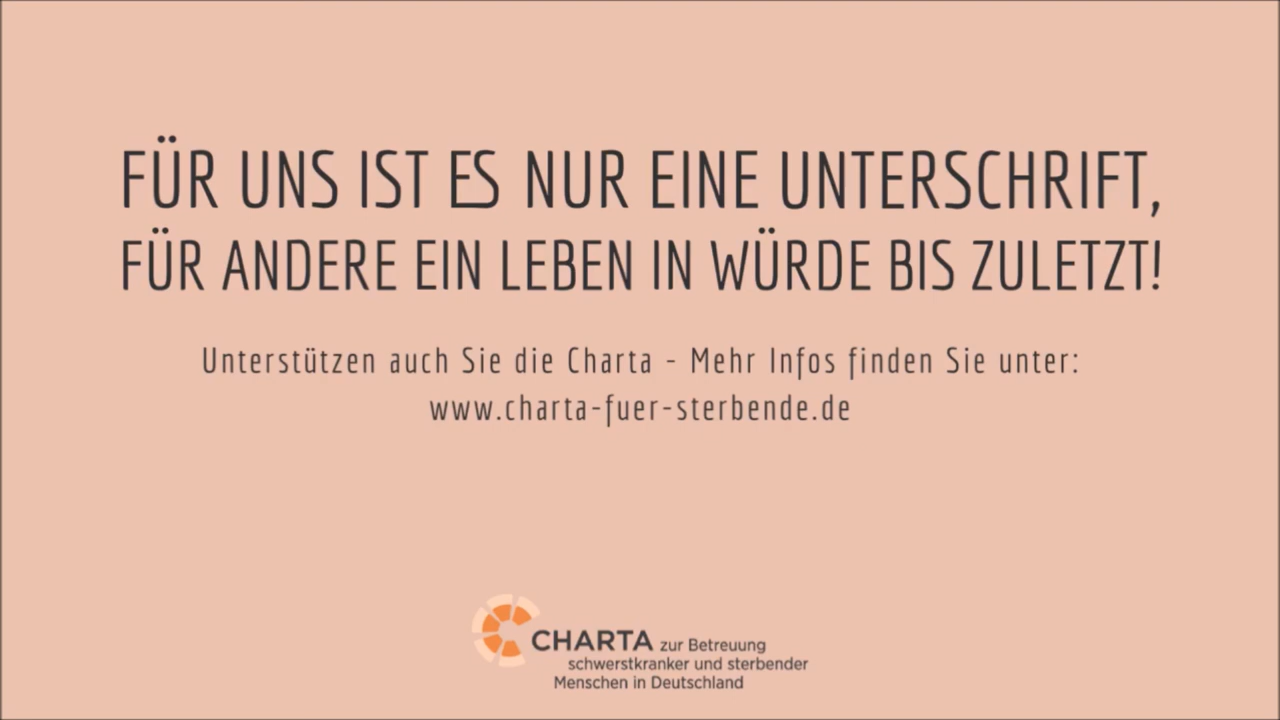 FÜR UNS IST ES NUR EINE UNTERSCHRIFT,
FÜR ANDERE EIN LEBEN IN WÜRDE BIS ZULETZT!
Unterstützen auch Sie die Charta - Mehr Infos finden Sie unter:
www.charta-fuer-sterbende.de
CHARTA zur Betreuung
schwerstkranker und sterbender
Menschen in Deutschland